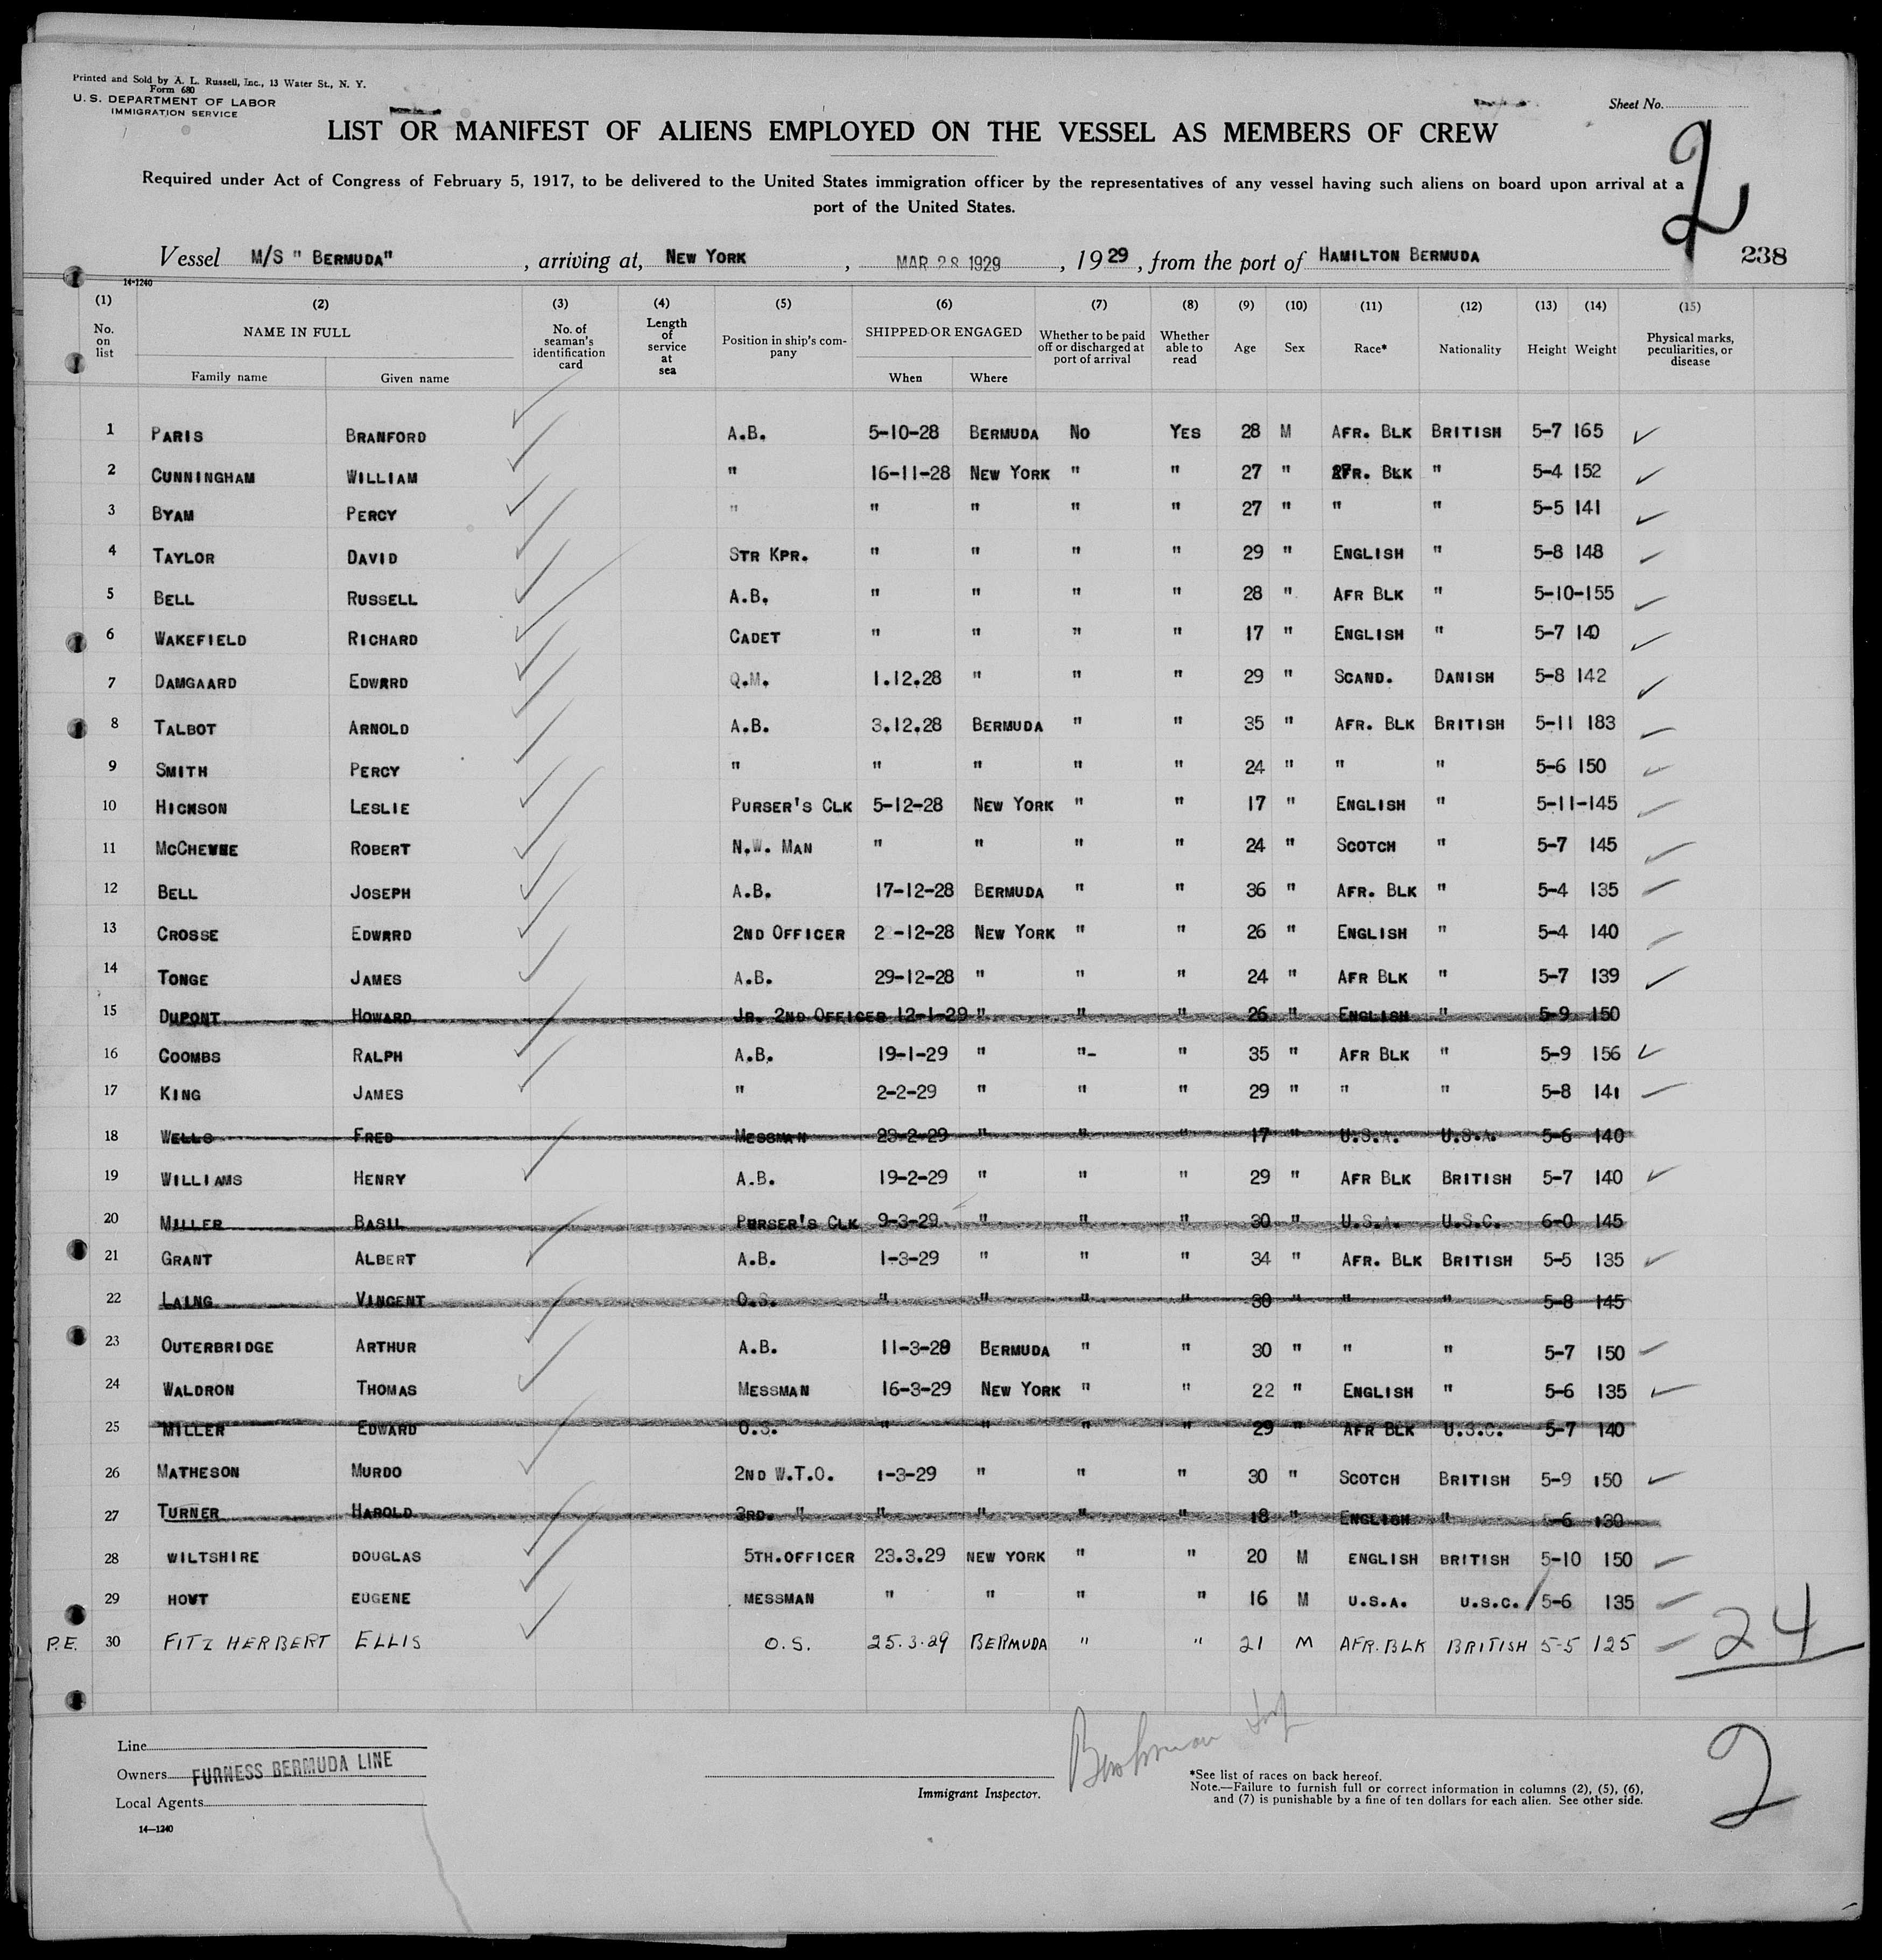 Printed and Sold by A. L. Russell, Inc., 13 Water St., N. Y.
Form 680
U. S. DEPARTMENT OF LABOR
IMMIGRATION SERVICE
Sheet No.
2
LIST OR MANIFEST OF ALIENS EMPLOYED ON THE VESSEL AS MEMBERS OF CREW
Required under Act of Congress of February 5, 1917, to be delivered to the United States immigration officer by the representatives of any vessel having such aliens on board upon arrival at a
port of the United States.
Vessel M/S " BERMUDA" , arriving at, NEW YORK , MAR 28 1929 , 19 29 , from the port of HAMILTON BERMUDA 238
14-1240
(1) (2) (3) (4) (5) (6) (7) (8) (9) (10) (11) (12) (13) (14) (15)
No. on list NAME IN FULL Family name Given name No. of seaman's identification card Length of service at sea Position in ship's company SHIPPED OR ENGAGED When Where Whether to be paid off or discharged at port of arrival Whether able to read Age Sex Race* Nationality Height Weight Physical marks, peculiarities, or disease
1 PARIS BRANFORD A.B. 5-10-28 BERMUDA NO YES 28 M AFR. BLK BRITISH 5-7 165
2 CUNNINGHAM WILLIAM " 16-11-28 NEW YORK " " 27 " AFR. BLK " 5-4 152
3 BYAM PERCY " " " " " 27 " " " 5-5 141
4 TAYLOR DAVID STR KPR. " " " " 29 " ENGLISH " 5-8 148
5 BELL RUSSELL A.B. " " " " 28 " AFR BLK " 5-10-155
6 WAKEFIELD RICHARD CADET " " " " 17 " ENGLISH " 5-7 140
7 DAMGAARD EDWARD Q.M. 1.12.28 " " " 29 " SCAND. DANISH 5-8 142
8 TALBOT ARNOLD A.B. 3.12.28 BERMUDA " " 35 " AFR. BLK BRITISH 5-11 183
9 SMITH PERCY " " " " " 24 " " " 5-6 150
10 HICKSON LESLIE PURSER'S CLK 5-12-28 NEW YORK " " 17 " ENGLISH " 5-11-145
11 ROBERT N.W. MAN " " " " 24 " SCOTCH " 5-7 145
12 BELL JOSEPH A.B. 17-12-28 BERMUDA " " 36 " AFR. BLK " 5-4 135
13 CROSSE EDWARD 2ND OFFICER 2 -12-28 NEW YORK " " 26 " ENGLISH " 5-4 140
14 TONGE JAMES A.B. 29-12-28 " " " 24 " AFR BLK " 5-7 139
15 DUPONT HOWARD JR. 2ND OFFICER 12-1-29 " " " 26 " ENGLISH " 5-9 150
16 COOMBS RALPH A.B. 19-1-29 " "- " 35 " AFR BLK " 5-9 156
17 KING JAMES " 2-2-29 " " " 29 " " " 5-8 141
18 WELLS FRED MESSMAN 23-2-29 " " " 17 " U.S.A. U.S.A. 5-6 140
19 WILLIAMS HENRY A.B. 19-2-29 " " " 29 " AFR BLK BRITISH 5-7 140
20 MILLER BASIL PURSER'S CLK 9-3-29 " " " 30 " U.S.A. U.S.C. 6-0 145
21 GRANT ALBERT A.B. 1-3-29 " " " 34 " AFR. BLK BRITISH 5-5 135
22 LAING VINCENT O.S. " " " " 30 " " " 5-8 145
23 OUTERBRIDGE ARTHUR A.B. 11-3-29 BERMUDA " " 30 " " " 5-7 150
24 WALDRON THOMAS MESSMAN 16-3-29 NEW YORK " " 22 " ENGLISH " 5-6 135
25 MILLER EDWARD O.S. " " " " 29 " AFR BLK U.S.C. 5-7 140
26 MATHESON MURDO 2ND W.T.O. 1-3-29 " " " 30 " SCOTCH BRITISH 5-9 150
27 TURNER HAROLD 3RD. " " " " " 18 " ENGLISH " 5-6 130
28 WILTSHIRE DOUGLAS 5TH.OFFICER 23.3.29 NEW YORK " " 20 M ENGLISH BRITISH 5-10 150
29 HOYT EUGENE MESSMAN " " " " 16 M U.S.A. U.S.C. 5-6 135
P.E. 30 FITZ HERBERT ELLIS O.S. 25.3.29 BERMUDA " " 21 M AFR. BLK BRITISH 5-5 125
24
Line
Owners FURNESS BERMUDA LINE
Local Agents
14—1240
Immigrant Inspector.
*See list of races on back hereof.
Note.—Failure to furnish full or correct information in columns (2), (5), (6),
and (7) is punishable by a fine of ten dollars for each alien. See other side.
2